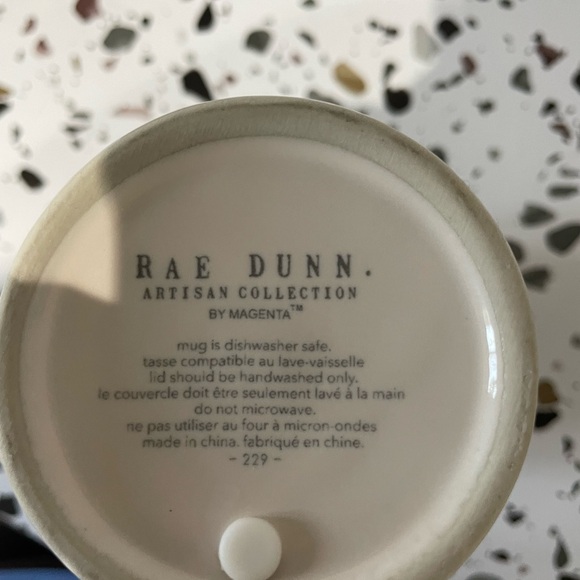 RAE DUNN.
ARTISAN COLLECTION
BY MAGENTA™
mug is dishwasher safe.
tasse compatible au lave-vaisselle
lid should be handwashed only.
le couvercle doit être seulement lavé à la main
do not microwave.
ne pas utiliser au four à micron-ondes
made in china. fabriqué en chine.
- 229 -